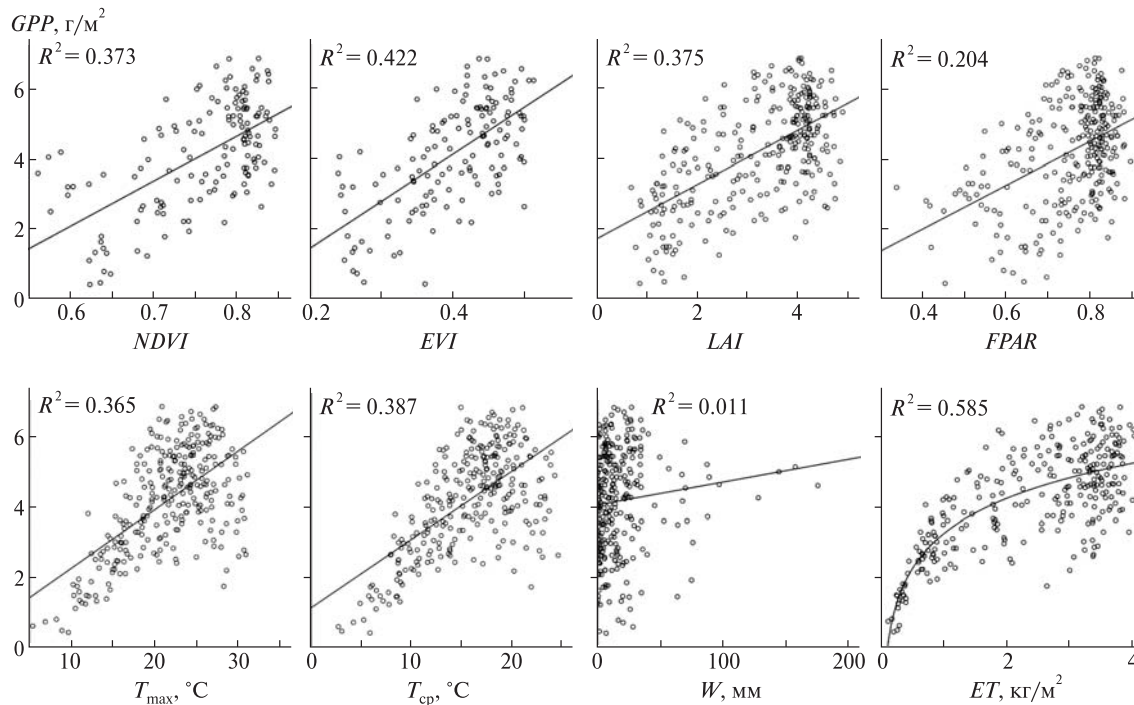 GPP, г/м²
R² = 0.373
R² = 0.422
R² = 0.375
R² = 0.204
6
4
2
0
0.6 0.7 0.8
0.2 0.3 0.4
0 2 4
0.4 0.6 0.8
NDVI
EVI
LAI
FPAR
R² = 0.365
R² = 0.387
R² = 0.011
R² = 0.585
6
4
2
0
10 20 30
0 10 20
0 100 200
0 2 4
Tmax, °C
Tср, °C
W, мм
ET, кг/м²